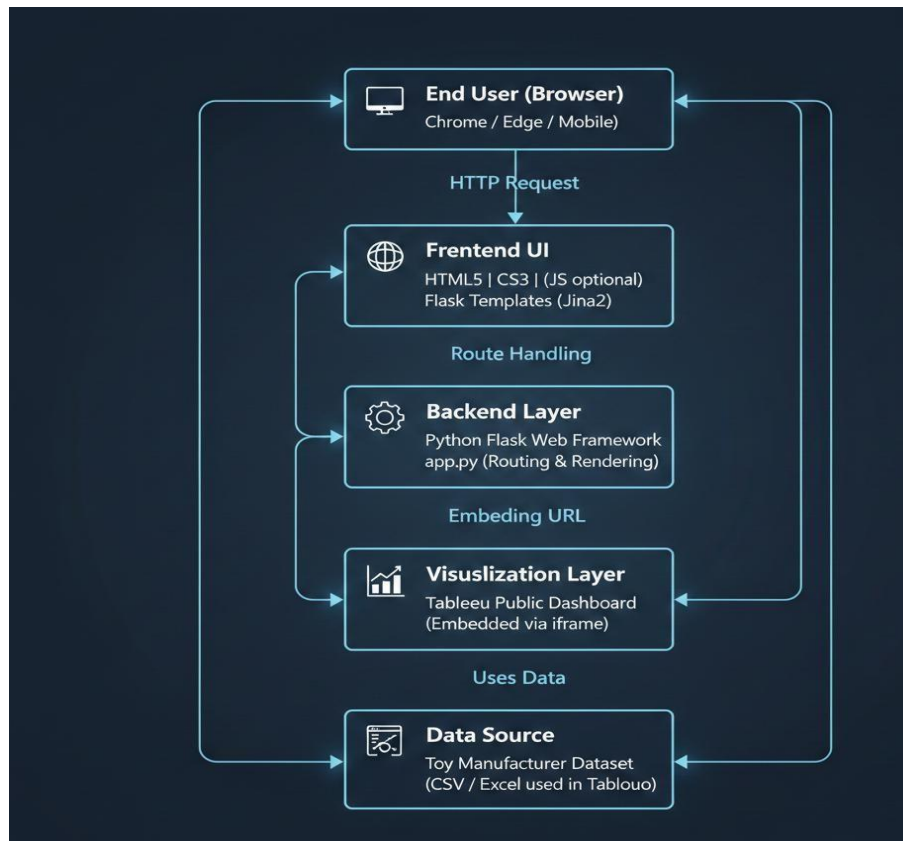 End User (Browser)
Chrome / Edge / Mobile)
HTTP Request
Frentend UI
HTML5 | CS3 | (JS optional)
Flask Templates (Jina2)
Route Handling
Backend Layer
Python Flask Web Framework
app.py (Routing & Rendering)
Embeding URL
Visuslization Layer
Tableeu Public Dashboard
(Embedded via iframe)
Uses Data
Data Source
Toy Manufacturer Dataset
(CSV / Excel used in Tablouo)